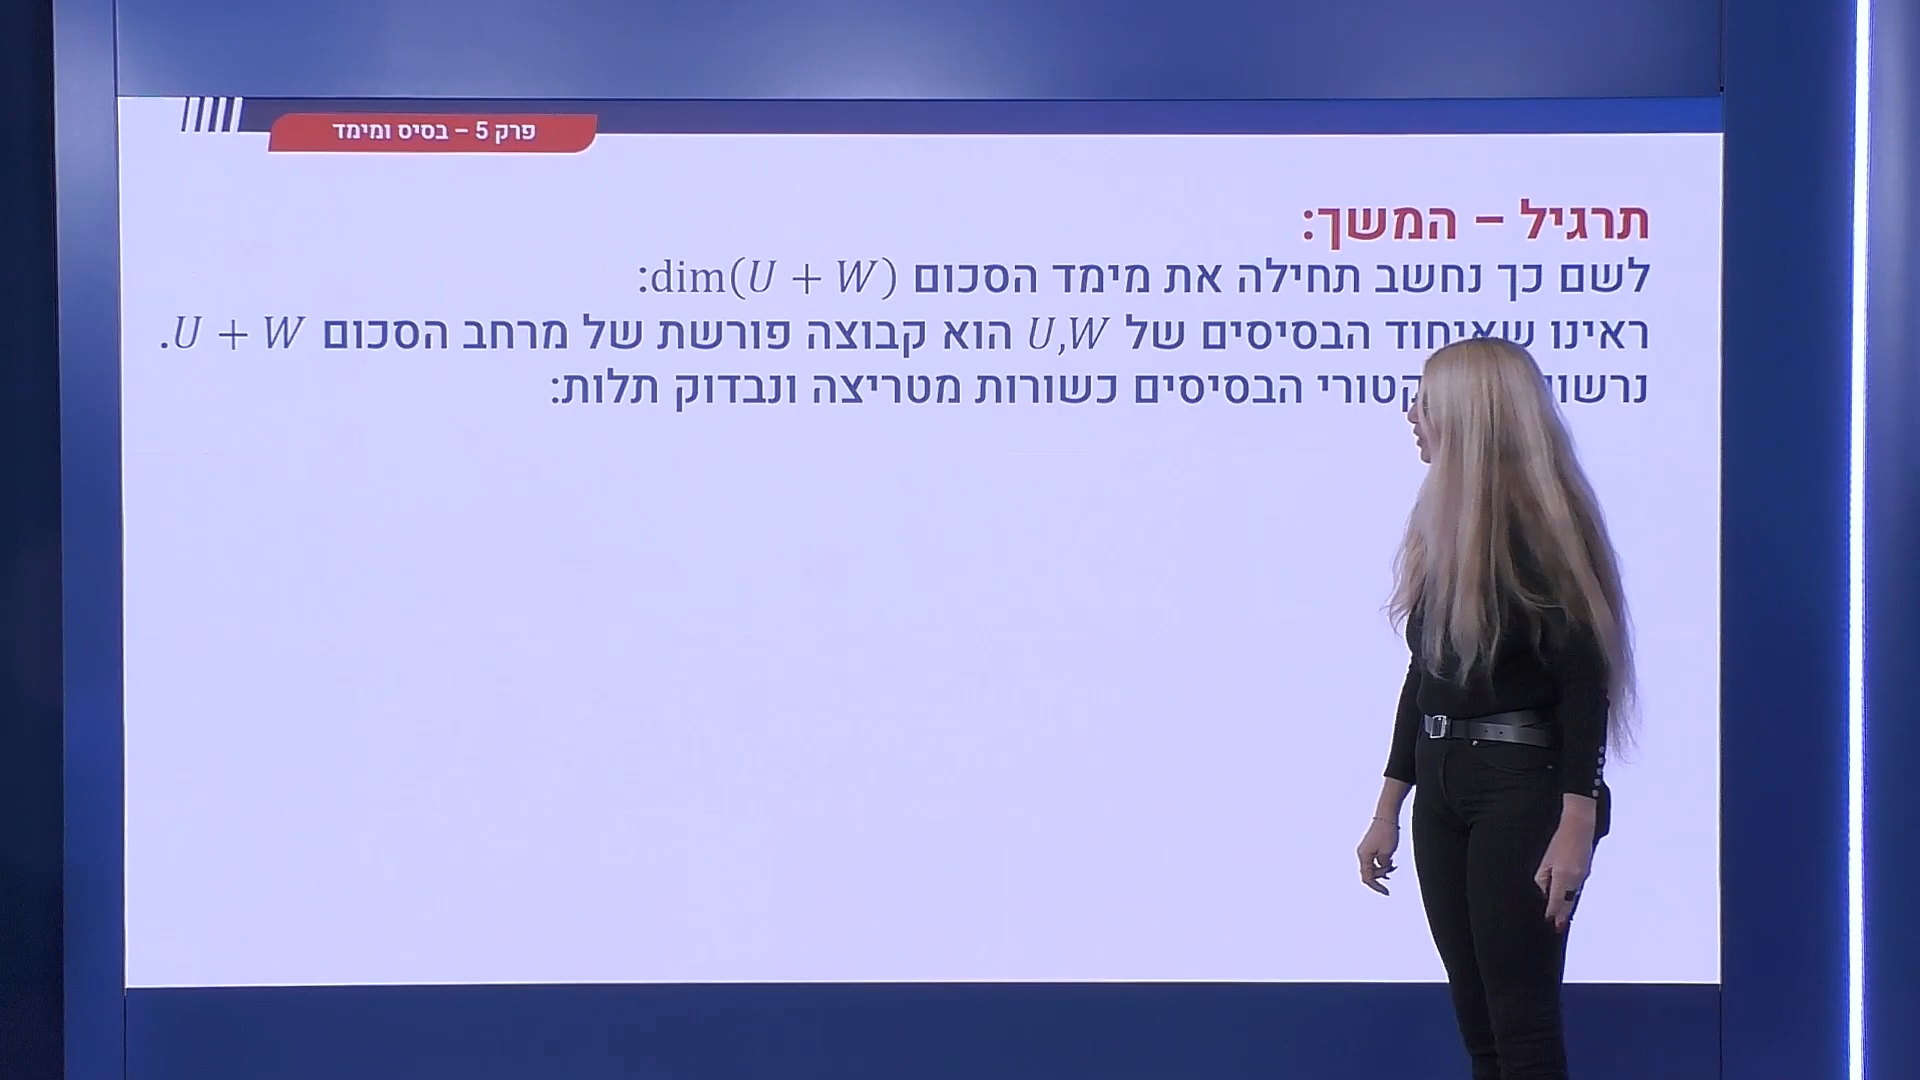 פרק 5 – בסיס ומימד
תרגיל – המשך:
לשם כך נחשב תחילה את מימד הסכום dim(U + W):
ראינו שאיחוד הבסיסים של U,W הוא קבוצה פורשת של מרחב הסכום U + W.
הבסיסים כשורות מטריצה ונבדוק תלות: